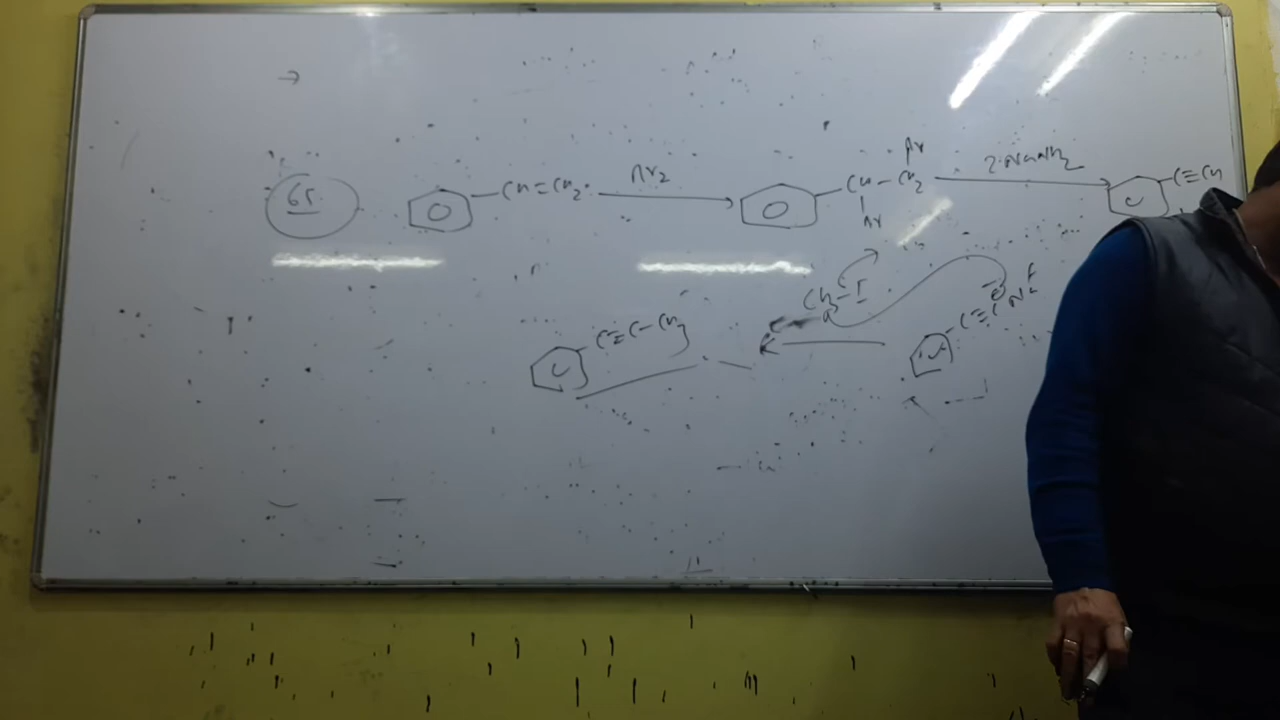 →
65
CH=CH₂ Br₂ → CH-CH₂ Br Br 2 NaNH₂ → C≡CH
C≡C-CH₃ ← CH₃-I C≡C⁻ Na⁺